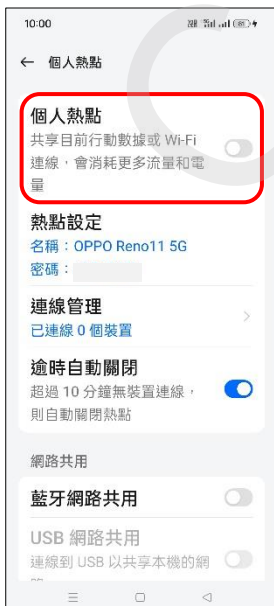 10:00
← 個人熱點
個人熱點
共享目前行動數據或 Wi-Fi
連線,會消耗更多流量和電
量
熱點設定
名稱:OPPO Reno11 5G
密碼:
連線管理
已連線 0 個裝置
逾時自動關閉
超過 10 分鐘無裝置連線,
則自動關閉熱點
網路共用
藍牙網路共用
USB 網路共用
連線到 USB 以共享本機的網